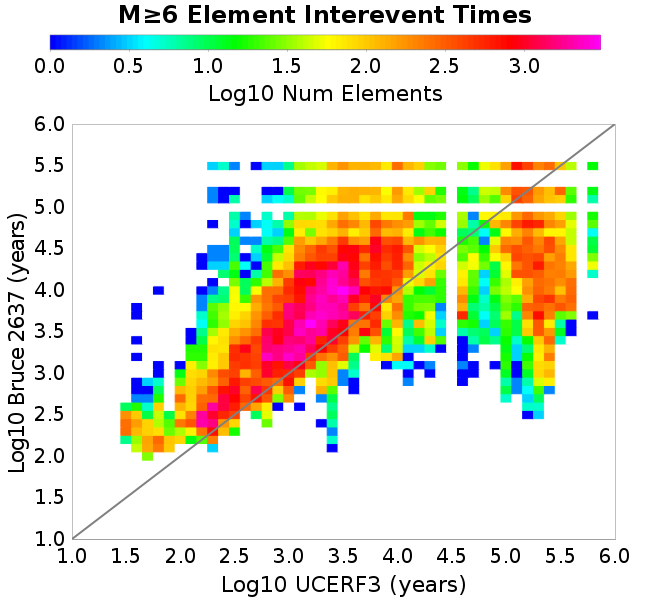 M≥6 Element Interevent Times
0.0 0.5 1.0 1.5 2.0 2.5 3.0
Log10 Num Elements
6.0
5.5
5.0
4.5
4.0
3.5
3.0
2.5
2.0
1.5
1.0
Log10 Bruce 2637 (years)
1.0 1.5 2.0 2.5 3.0 3.5 4.0 4.5 5.0 5.5 6.0
Log10 UCERF3 (years)